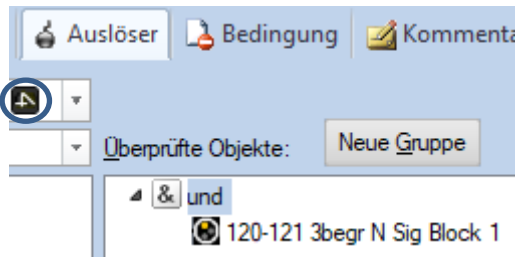 Auslöser Bedingung Kommenta
Überprüfte Objekte: Neue Gruppe
& und
120-121 3begr N Sig Block 1